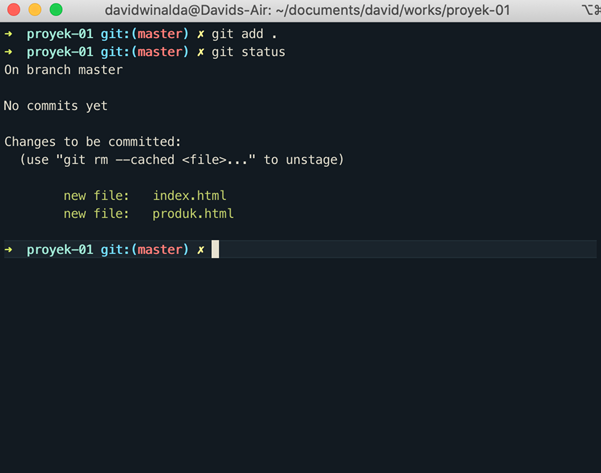 davidwinalda@Davids-Air: ~/documents/david/works/proyek-01 ⌥⌘
➜ proyek-01 git:(master) ✗ git add .
➜ proyek-01 git:(master) ✗ git status
On branch master
No commits yet
Changes to be committed:
(use "git rm --cached <file>..." to unstage)
new file: index.html
new file: produk.html
➜ proyek-01 git:(master) ✗